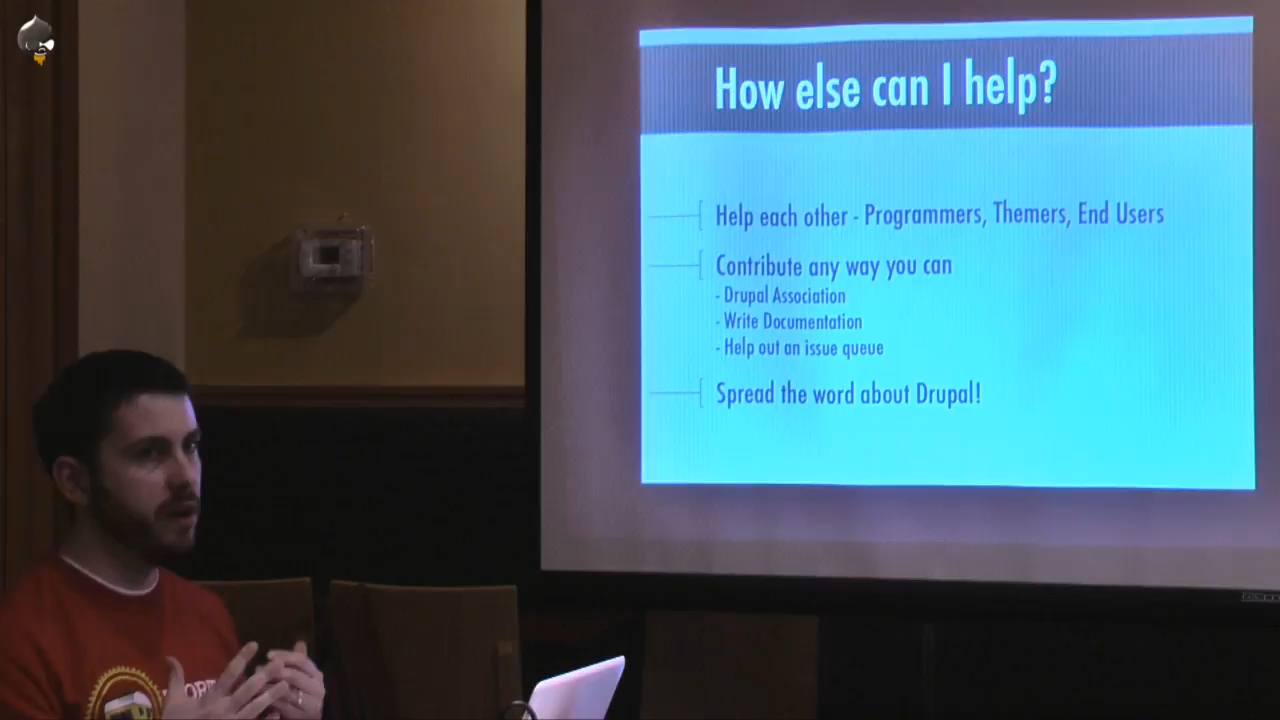 How else can I help?
Help each other - Programmers, Themers, End Users
Contribute any way you can
- Drupal Association
- Write Documentation
- Help out an issue queue
Spread the word about Drupal!